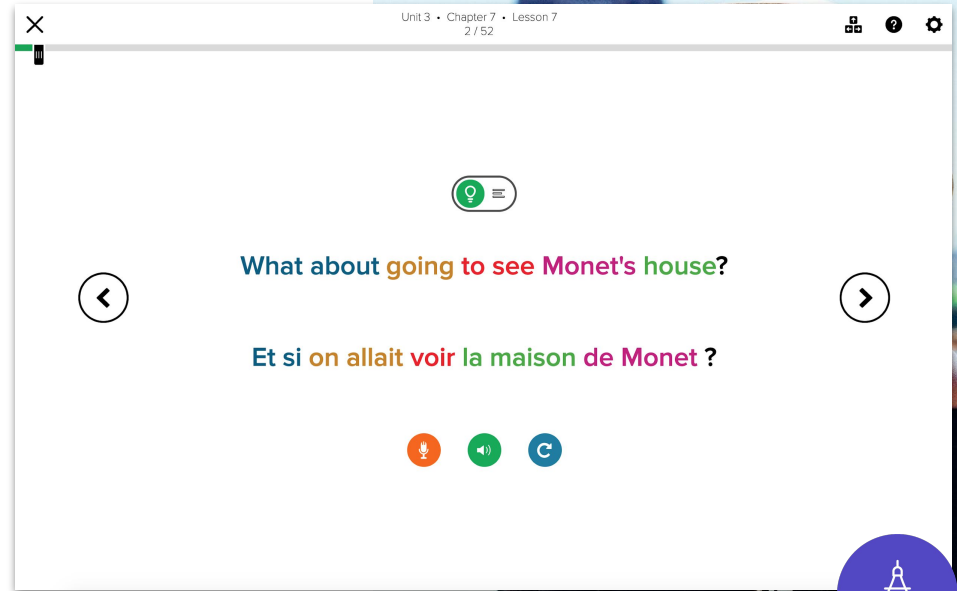 Unit 3 • Chapter 7 • Lesson 7
2 / 52
What about going to see Monet's house?
Et si on allait voir la maison de Monet ?